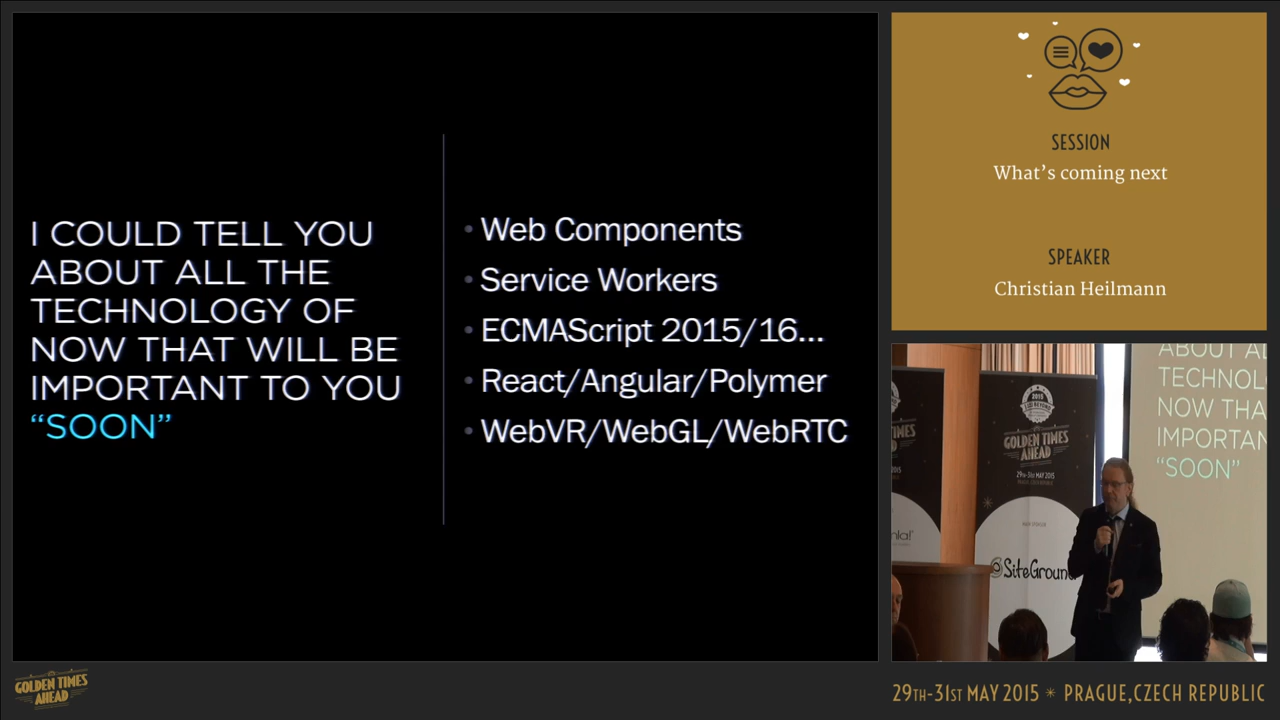 I COULD TELL YOU
ABOUT ALL THE
TECHNOLOGY OF
NOW THAT WILL BE
IMPORTANT TO YOU
“SOON”
• Web Components
• Service Workers
• ECMAScript 2015/16...
• React/Angular/Polymer
• WebVR/WebGL/WebRTC
SESSION
What’s coming next
SPEAKER
Christian Heilmann
ABOUT AL
TECHNOL
NOW THA
IMPORTAN
“SOON”
2015
GOLDEN TIMES
AHEAD
29TH-31ST MAY 2015
SiteGround
GOLDEN TIMES
AHEAD
29TH-31ST MAY 2015 * PRAGUE, CZECH REPUBLIC